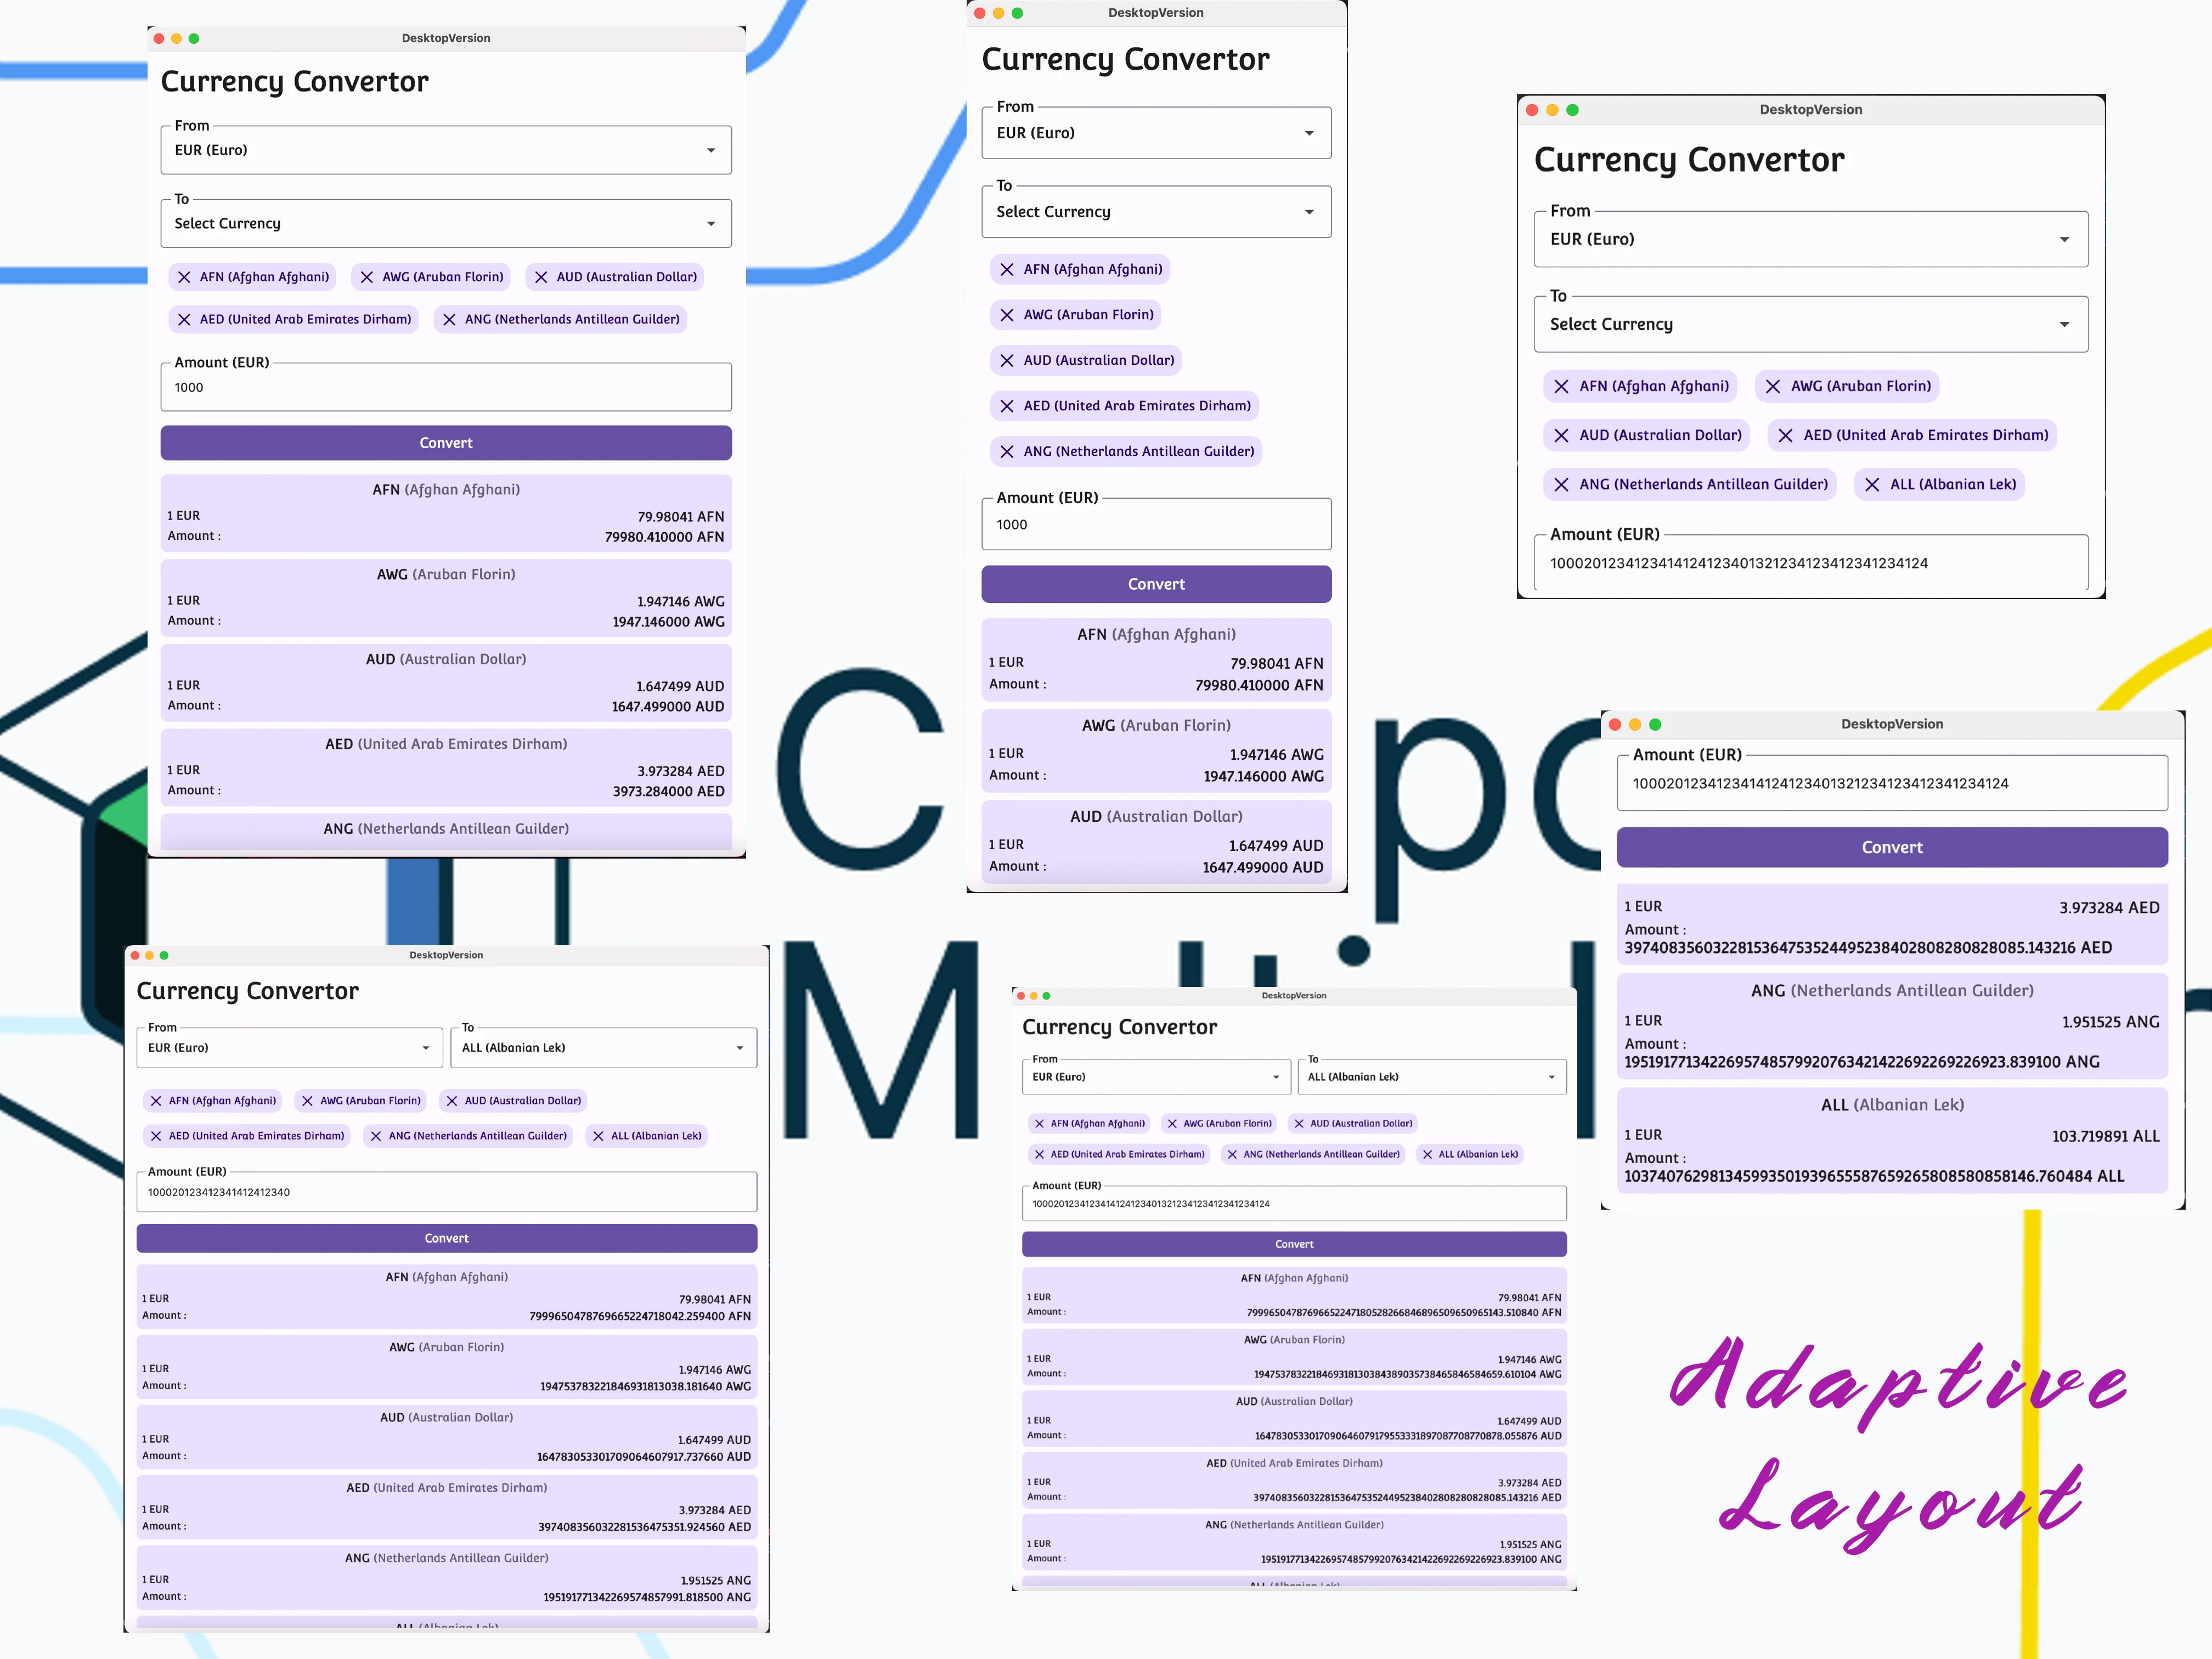 DesktopVersion
Currency Convertor
From
EUR (Euro)
To
Select Currency
AFN (Afghan Afghani) AWG (Aruban Florin) AUD (Australian Dollar)
AED (United Arab Emirates Dirham) ANG (Netherlands Antillean Guilder)
Amount (EUR)
1000
Convert
AFN (Afghan Afghani)
1 EUR 79.98041 AFN
Amount : 79980.410000 AFN
AWG (Aruban Florin)
1 EUR 1.947146 AWG
Amount : 1947.146000 AWG
AUD (Australian Dollar)
1 EUR 1.647499 AUD
Amount : 1647.499000 AUD
AED (United Arab Emirates Dirham)
1 EUR 3.973284 AED
Amount : 3973.284000 AED
ANG (Netherlands Antillean Guilder)
DesktopVersion
Currency Convertor
From
EUR (Euro)
To
Select Currency
AFN (Afghan Afghani)
AWG (Aruban Florin)
AUD (Australian Dollar)
AED (United Arab Emirates Dirham)
ANG (Netherlands Antillean Guilder)
Amount (EUR)
1000
Convert
AFN (Afghan Afghani)
1 EUR 79.98041 AFN
Amount : 79980.410000 AFN
AWG (Aruban Florin)
1 EUR 1.947146 AWG
Amount : 1947.146000 AWG
AUD (Australian Dollar)
1 EUR 1.647499 AUD
Amount : 1647.499000 AUD
DesktopVersion
Currency Convertor
From
EUR (Euro)
To
Select Currency
AFN (Afghan Afghani) AWG (Aruban Florin)
AUD (Australian Dollar) AED (United Arab Emirates Dirham)
ANG (Netherlands Antillean Guilder) ALL (Albanian Lek)
Amount (EUR)
1000201234123414124123401321234123412341234124
DesktopVersion
Amount (EUR)
1000201234123414124123401321234123412341234124
Convert
1 EUR 3.973284 AED
Amount :
3974083560322815364753524495238402808280828085.143216 AED
ANG (Netherlands Antillean Guilder)
1 EUR 1.951525 ANG
Amount :
1951917713422695748579920763421422692269226923.839100 ANG
ALL (Albanian Lek)
1 EUR 103.719891 ALL
Amount :
103740762981345993501939655587659265808580858146.760484 ALL
DesktopVersion
Currency Convertor
From To
EUR (Euro) ALL (Albanian Lek)
AFN (Afghan Afghani) AWG (Aruban Florin) AUD (Australian Dollar)
AED (United Arab Emirates Dirham) ANG (Netherlands Antillean Guilder) ALL (Albanian Lek)
Amount (EUR)
100020123412341412412340
Convert
AFN (Afghan Afghani)
1 EUR 79.98041 AFN
Amount : 7999650478769665224718042.259400 AFN
AWG (Aruban Florin)
1 EUR 1.947146 AWG
Amount : 194753783221846931813038.181640 AWG
AUD (Australian Dollar)
1 EUR 1.647499 AUD
Amount : 164783053301709064607917.737660 AUD
AED (United Arab Emirates Dirham)
1 EUR 3.973284 AED
Amount : 397408356032281536475351.924560 AED
ANG (Netherlands Antillean Guilder)
1 EUR 1.951525 ANG
Amount : 195191771342269574857991.818500 ANG
ALL (Albanian Lek)
DesktopVersion
Currency Convertor
From To
EUR (Euro) ALL (Albanian Lek)
AFN (Afghan Afghani) AWG (Aruban Florin) AUD (Australian Dollar)
AED (United Arab Emirates Dirham) ANG (Netherlands Antillean Guilder) ALL (Albanian Lek)
Amount (EUR)
1000201234123414124123401321234123412341234124
Convert
AFN (Afghan Afghani)
1 EUR 79.98041 AFN
Amount : 79996504787696652247180528266846896509650965143.510840 AFN
AWG (Aruban Florin)
1 EUR 1.947146 AWG
Amount : 1947537832218469318130384389035738465846584659.610104 AWG
AUD (Australian Dollar)
1 EUR 1.647499 AUD
Amount : 1647830533017090646079179553331897087708770878.055876 AUD
AED (United Arab Emirates Dirham)
1 EUR 3.973284 AED
Amount : 3974083560322815364753524495238402808280828085.143216 AED
ANG (Netherlands Antillean Guilder)
1 EUR 1.951525 ANG
Amount : 1951917713422695748579920763421422692269226923.839100 ANG
ALL (Albanian Lek)
Adaptive
Layout